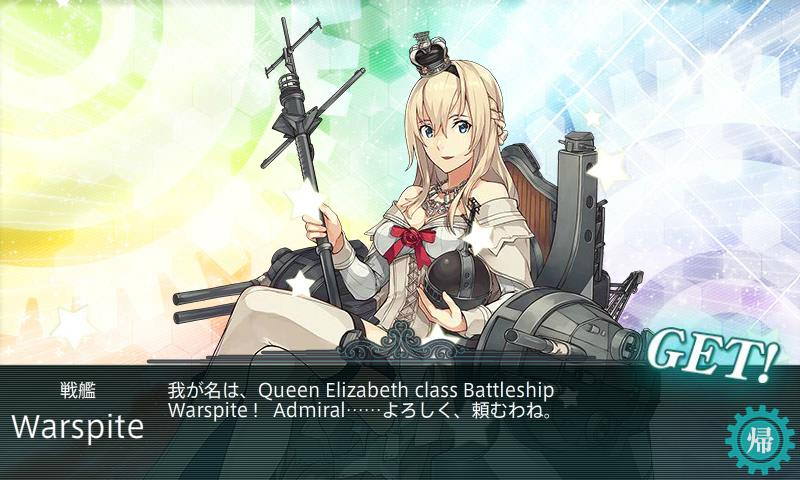 GET!
戦艦
Warspite
我が名は、Queen Elizabeth class Battleship
Warspite！ Admiral……よろしく、頼むわね。
帰